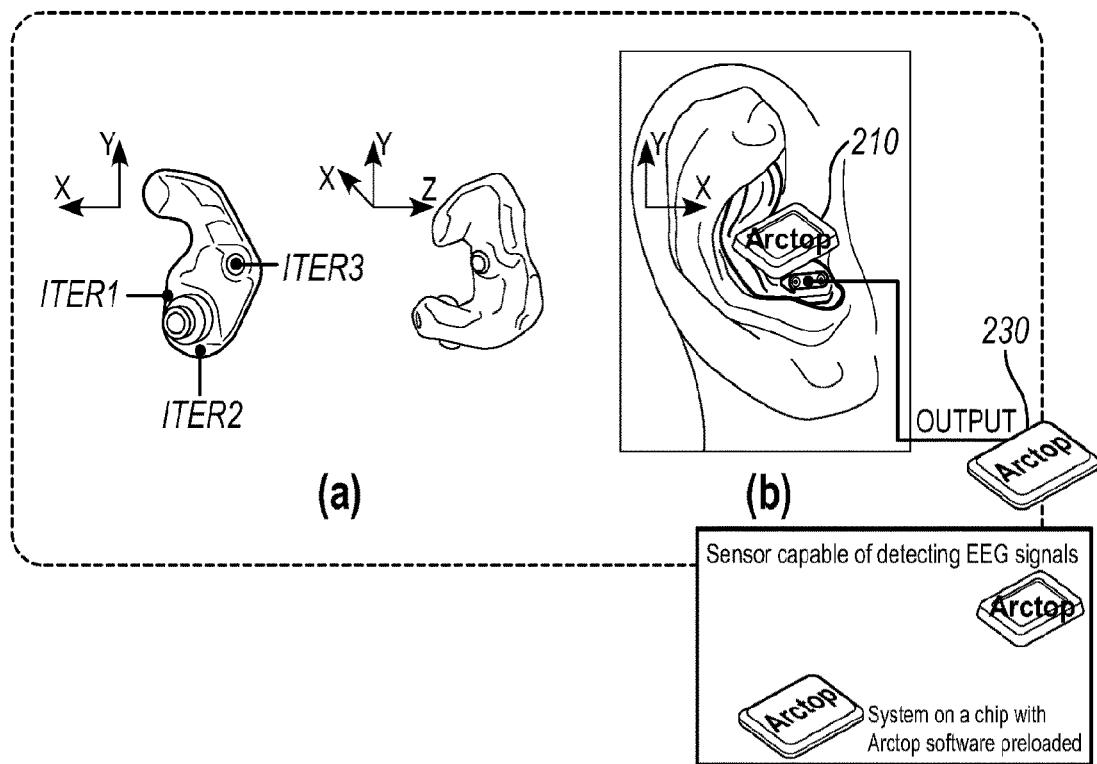 Y
X
ITER1
ITER2
ITER3
Y
X
Z
(a)
Y
X
210
Arctop
OUTPUT
230
Arctop
(b)
Sensor capable of detecting EEG signals
Arctop
Arctop
System on a chip with
Arctop software preloaded